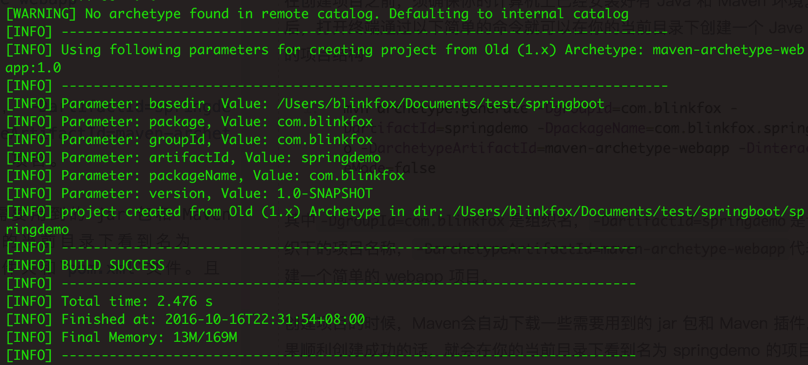 [WARNING] No archetype found in remote catalog. Defaulting to internal catalog
[INFO] ----------------------------------------------------------------------------
[INFO] Using following parameters for creating project from Old (1.x) Archetype: maven-archetype-web
app:1.0
[INFO] ----------------------------------------------------------------------------
[INFO] Parameter: basedir, Value: /Users/blinkfox/Documents/test/springboot
[INFO] Parameter: package, Value: com.blinkfox
[INFO] Parameter: groupId, Value: com.blinkfox
[INFO] Parameter: artifactId, Value: springdemo
[INFO] Parameter: packageName, Value: com.blinkfox
[INFO] Parameter: version, Value: 1.0-SNAPSHOT
[INFO] project created from Old (1.x) Archetype in dir: /Users/blinkfox/Documents/test/springboot/sp
ringdemo
[INFO] ------------------------------------------------------------------------
[INFO] BUILD SUCCESS
[INFO] ------------------------------------------------------------------------
[INFO] Total time: 2.476 s
[INFO] Finished at: 2016-10-16T22:31:54+08:00
[INFO] Final Memory: 13M/169M
[INFO] ------------------------------------------------------------------------